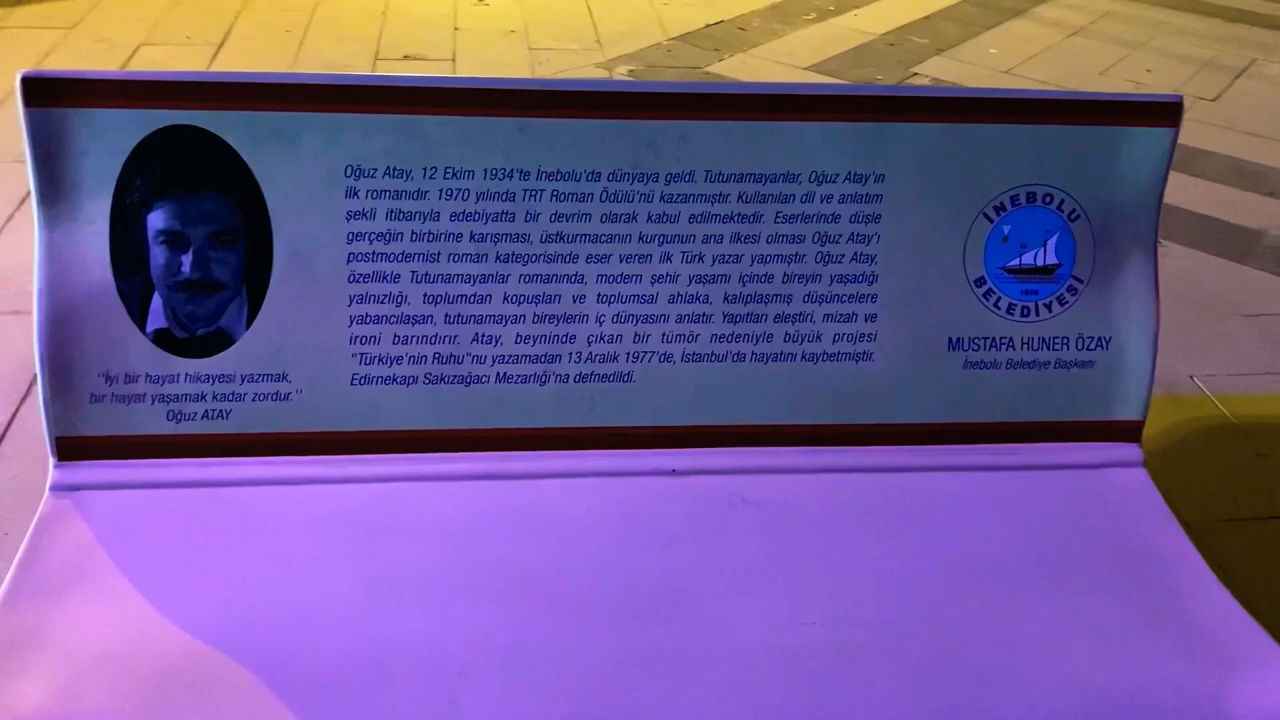 "İyi bir hayat hikayesi yazmak,
bir hayat yaşamak kadar zordur."
Oğuz ATAY
Oğuz Atay, 12 Ekim 1934'te İnebolu'da dünyaya geldi. Tutunamayanlar, Oğuz Atay'ın
ilk romanıdır. 1970 yılında TRT Roman Ödülü'nü kazanmıştır. Kullanılan dil ve anlatım
şekli itibarıyla edebiyatta bir devrim olarak kabul edilmektedir. Eserlerinde düşle
gerçeğin birbirine karışması, üstkurmacanın kurgunun ana ilkesi olması Oğuz Atay'ı
postmodernist roman kategorisinde eser veren ilk Türk yazar yapmıştır. Oğuz Atay,
özellikle Tutunamayanlar romanında, modern şehir yaşamı içinde bireyin yaşadığı
yalnızlığı, toplumdan kopuşları ve toplumsal ahlaka, kalıplaşmış düşüncelere
yabancılaşan, tutunamayan bireylerin iç dünyasını anlatır. Yapıtları eleştiri, mizah ve
ironi barındırır. Atay, beyninde çıkan bir tümör nedeniyle büyük projesi
"Türkiye'nin Ruhu"nu yazamadan 13 Aralık 1977'de, İstanbul'da hayatını kaybetmiştir.
Edirnekapı Sakızağacı Mezarlığı'na defnedildi.
İNEBOLU
BELEDİYESİ
MUSTAFA HUNER ÖZAY
İnebolu Belediye Başkanı